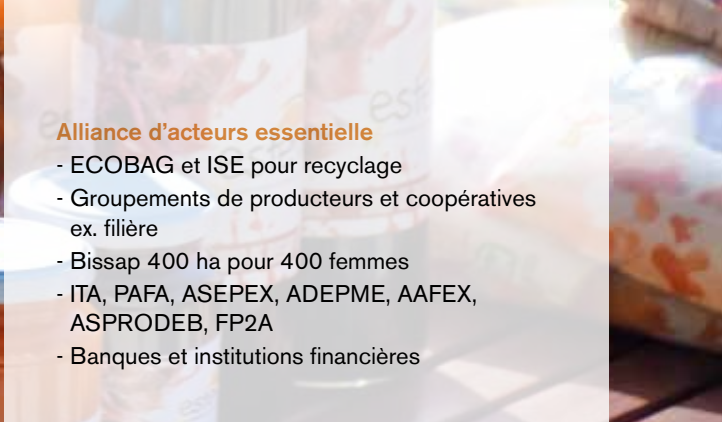 Alliance d'acteurs essentielle
- ECOBAG et ISE pour recyclage
- Groupements de producteurs et coopératives
ex. filière
- Bissap 400 ha pour 400 femmes
- ITA, PAFA, ASEPEX, ADEPME, AAFEX,
ASPRODEB, FP2A
- Banques et institutions financières